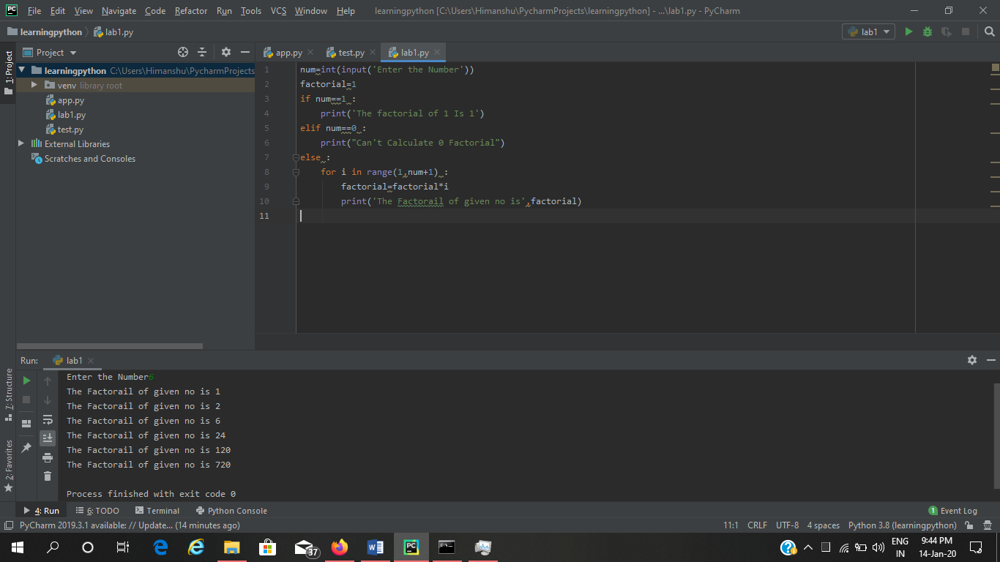 PC File Edit View Navigate Code Refactor Run Tools VCS Window Help learningpython [C:\Users\Himanshu\PycharmProjects\learningpython] - ...\lab1.py - PyCharm
learningpython lab1.py lab1
1: Project
Project
app.py test.py lab1.py
learningpython C:\Users\Himanshu\PycharmProjects
venv library root
app.py
lab1.py
test.py
External Libraries
Scratches and Consoles
1 num=int(input('Enter the Number'))
2 factorial=1
3 if num==1 :
4 print('The factorial of 1 Is 1')
5 elif num==0 :
6 print("Can't Calculate 0 Factorial")
7 else :
8 for i in range(1,num+1) :
9 factorial=factorial*i
10 print('The Factorail of given no is',factorial)
11
Run: lab1
7: Structure
2: Favorites
Enter the Number6
The Factorail of given no is 1
The Factorail of given no is 2
The Factorail of given no is 6
The Factorail of given no is 24
The Factorail of given no is 120
The Factorail of given no is 720
Process finished with exit code 0
4: Run 6: TODO Terminal Python Console 1 Event Log
PyCharm 2019.3.1 available: // Update... (14 minutes ago) 11:1 CRLF UTF-8 4 spaces Python 3.8 (learningpython)
37 PC ENG 9:44 PM
IN 14-Jan-20